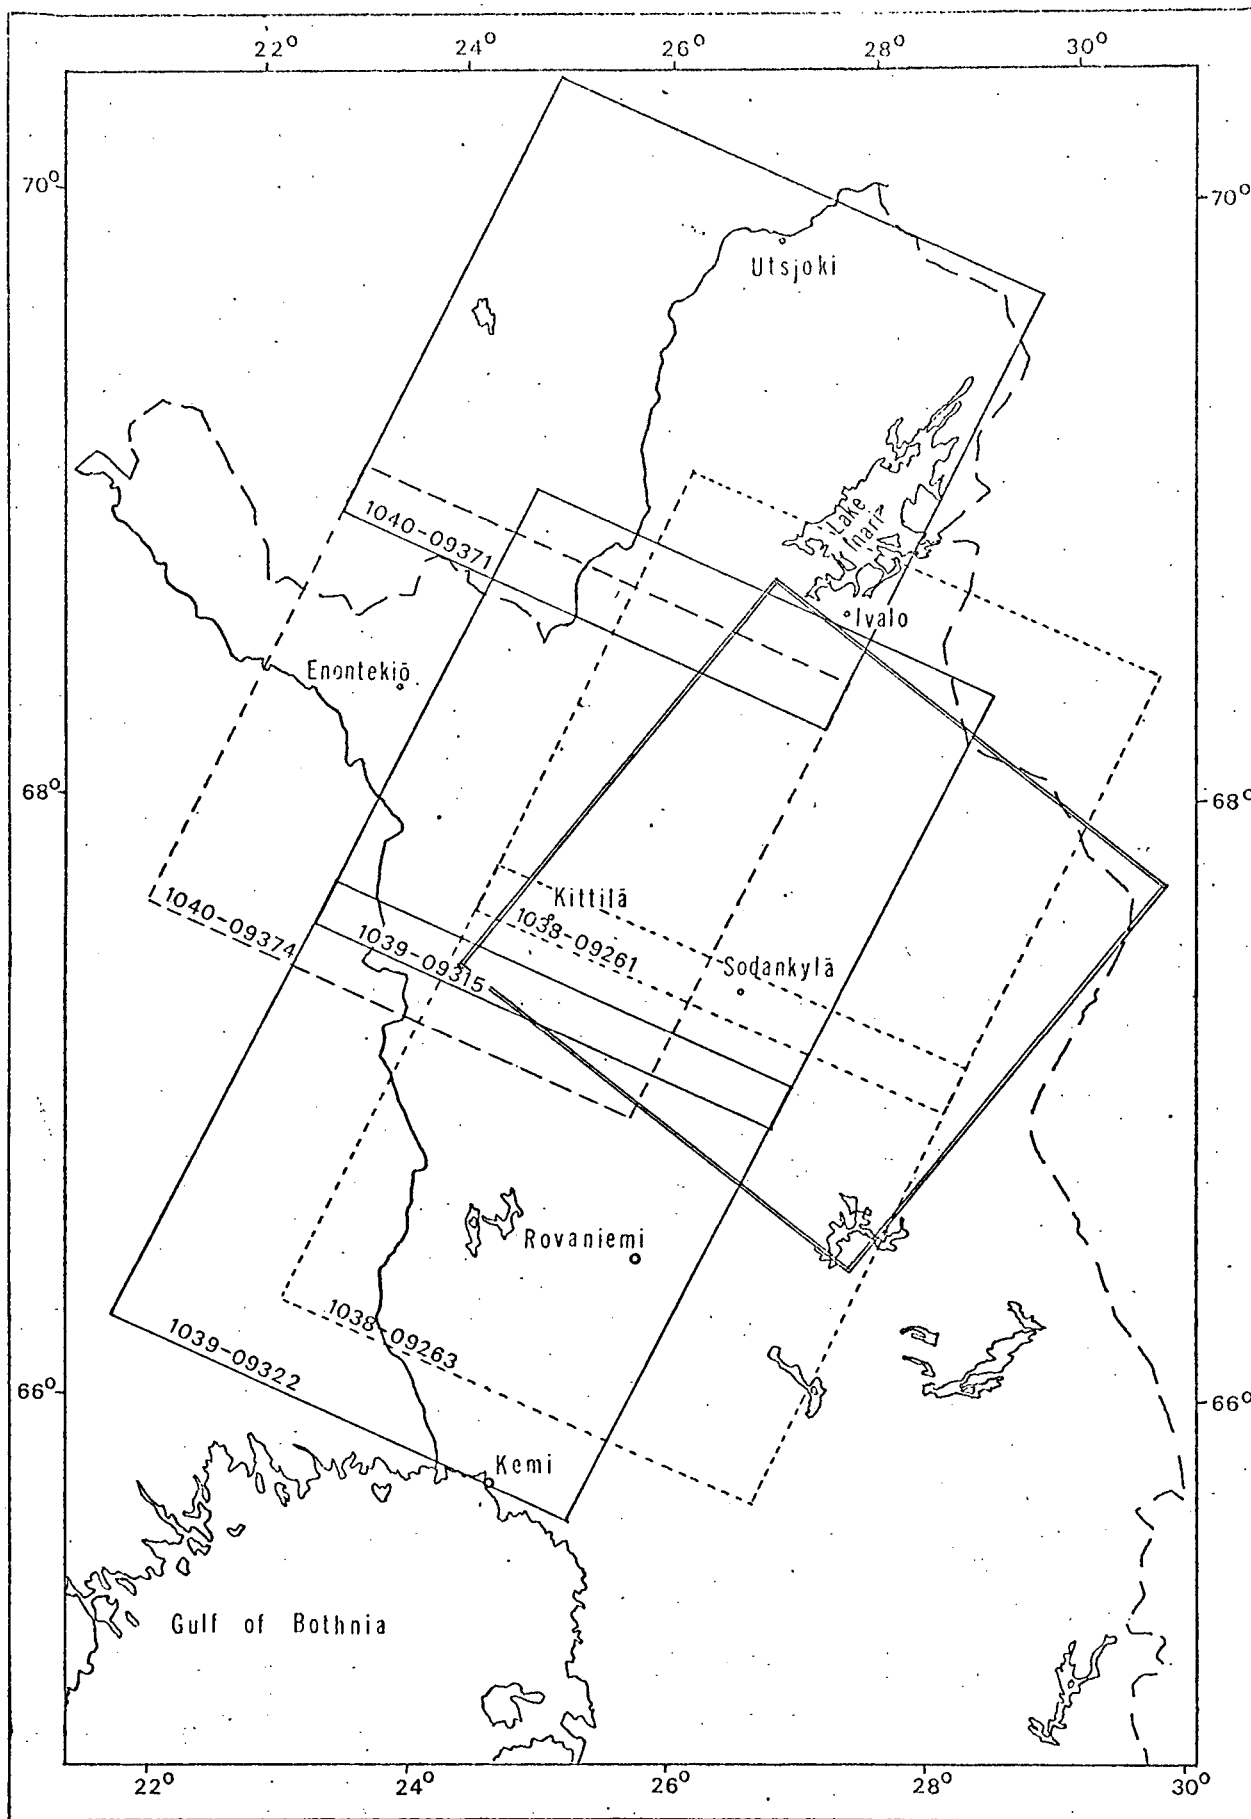 22° 24° 26° 28° 30°
70° 70°
Utsjoki
Lake
Inari
1040-09371
Ivalo
Enontekiö
68° 68°
Kittilä
1040-09374
1038-09261
1039-09315
Sodankylä
Rovaniemi
1038-09263
1039-09322
66° 66°
Kemi
Gulf of Bothnia
22° 24° 26° 28° 30°